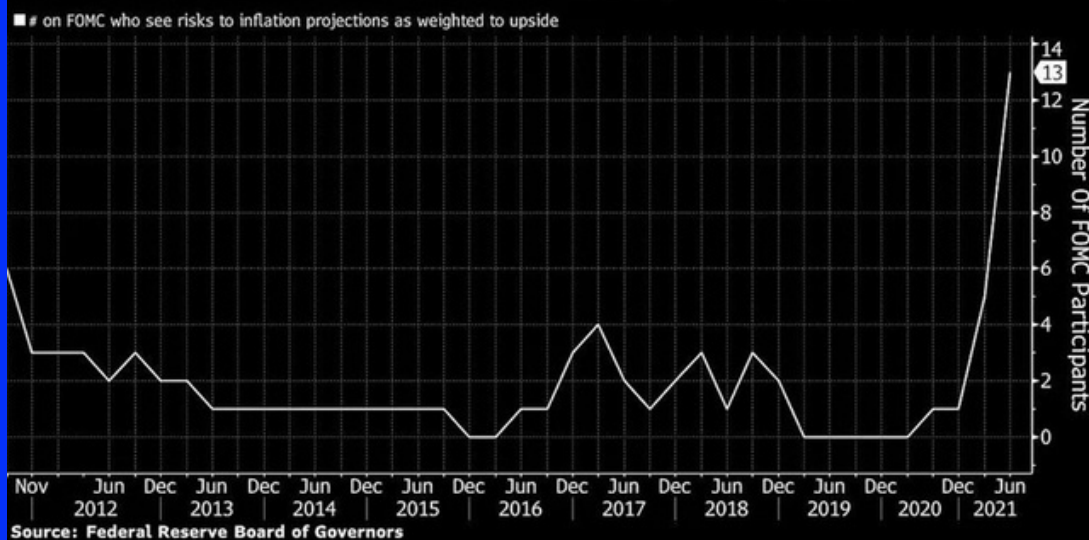 # on FOMC who see risks to inflation projections as weighted to upside
14
13
12
10
8
6
4
2
0
Number Of FOMC Participants
Nov Jun Dec Jun Dec Jun Dec Jun Dec Jun Dec Jun Dec Jun Dec Jun Dec Dec Jun
2012 2013 2014 2015 2016 2017 2018 2019 2020 2021
Source: Federal Reserve Board of Governors